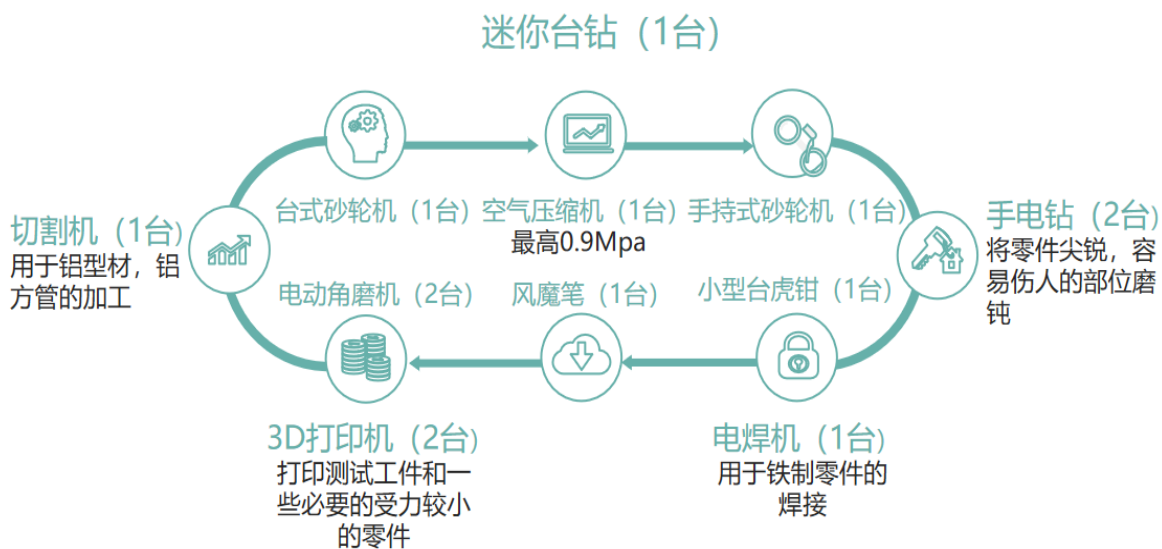 迷你台钻（1台）
台式砂轮机（1台）
空气压缩机（1台）
最高0.9Mpa
手持式砂轮机（1台）
切割机（1台）
用于铝型材，铝
方管的加工
手电钻（2台）
将零件尖锐，容
易伤人的部位磨
钝
电动角磨机（2台）
风魔笔（1台）
小型台虎钳（1台）
3D打印机（2台）
打印测试工件和一
些必要的受力较小
的零件
电焊机（1台）
用于铁制零件的
焊接